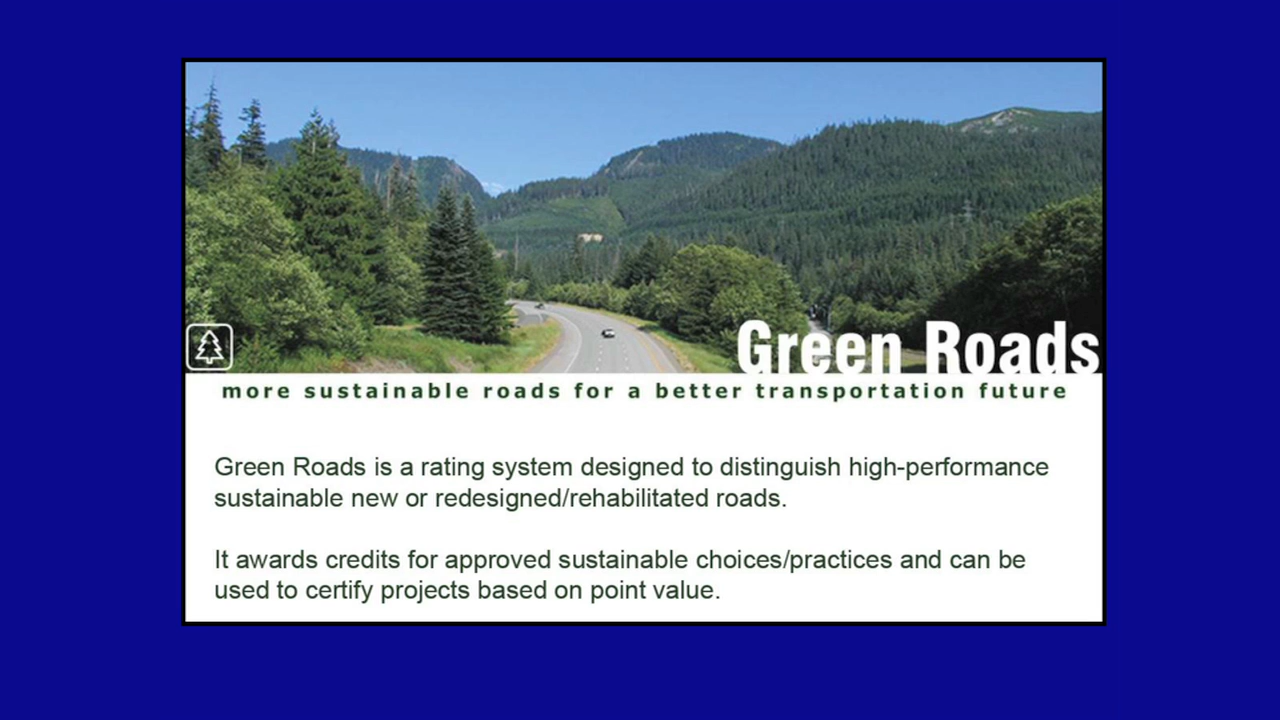 Green Roads
more sustainable roads for a better transportation future
Green Roads is a rating system designed to distinguish high-performance
sustainable new or redesigned/rehabilitated roads.
It awards credits for approved sustainable choices/practices and can be
used to certify projects based on point value.